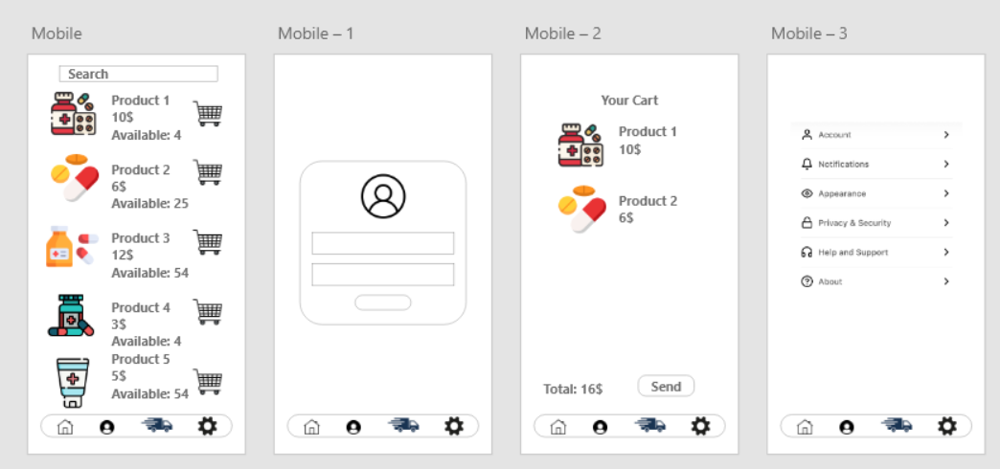 Mobile
Search
Product 1
10$
Available: 4
Product 2
6$
Available: 25
Product 3
12$
Available: 54
Product 4
3$
Available: 4
Product 5
5$
Available: 54
Mobile – 1
Mobile – 2
Your Cart
Product 1
10$
Product 2
6$
Total: 16$
Send
Mobile – 3
Account
Notifications
Appearance
Privacy & Security
Help and Support
About